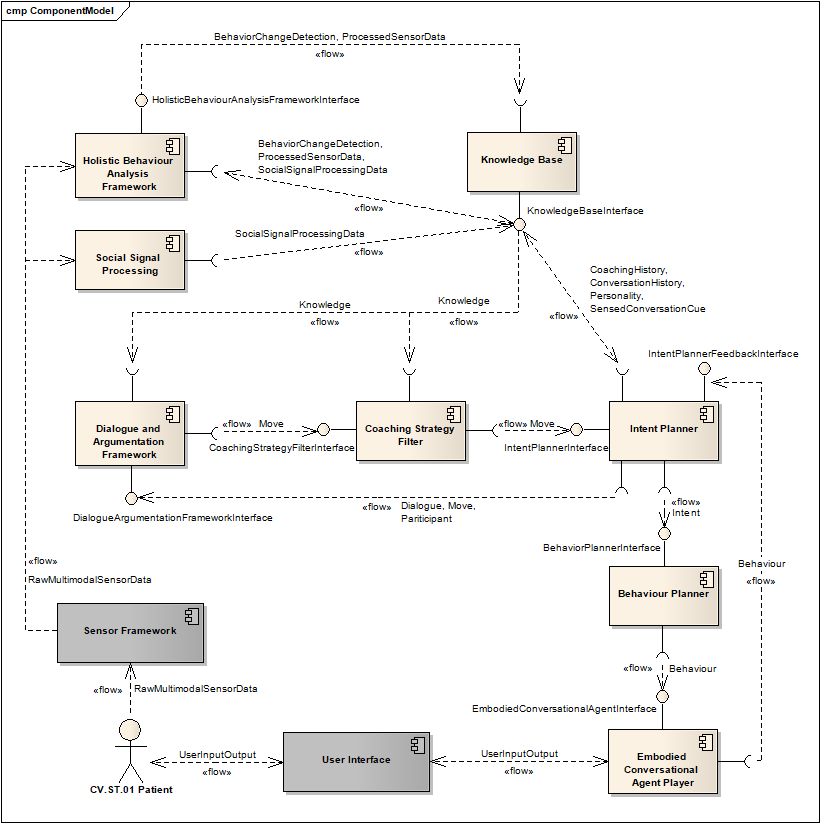 cmp ComponentModel
BehaviorChangeDetection, ProcessedSensorData
«flow»
HolisticBehaviourAnalysisFrameworkInterface
Holistic Behaviour
Analysis
Framework
BehaviorChangeDetection,
ProcessedSensorData,
SocialSignalProcessingData
«flow»
Knowledge Base
KnowledgeBaseInterface
Social Signal
Processing
SocialSignalProcessingData
«flow»
CoachingHistory,
ConversationHistory,
Personality,
SensedConversationCue
«flow»
Knowledge
«flow»
Knowledge
«flow»
IntentPlannerFeedbackInterface
Dialogue and
Argumentation
Framework
«flow» Move
CoachingStrategyFilterInterface
Coaching Strategy
Filter
«flow» Move
IntentPlannerInterface
Intent Planner
DialogueArgumentationFrameworkInterface
«flow»
Dialogue, Move,
Pariticipant
«flow»
Intent
BehaviorPlannerInterface
Behaviour
«flow»
«flow»
RawMultimodalSensorData
Behaviour Planner
Sensor Framework
«flow»
Behaviour
«flow»
RawMultimodalSensorData
EmbodiedConversationalAgentInterface
CV.ST.01 Patient
UserInputOutput
«flow»
User Interface
UserInputOutput
«flow»
Embodied
Conversational
Agent Player